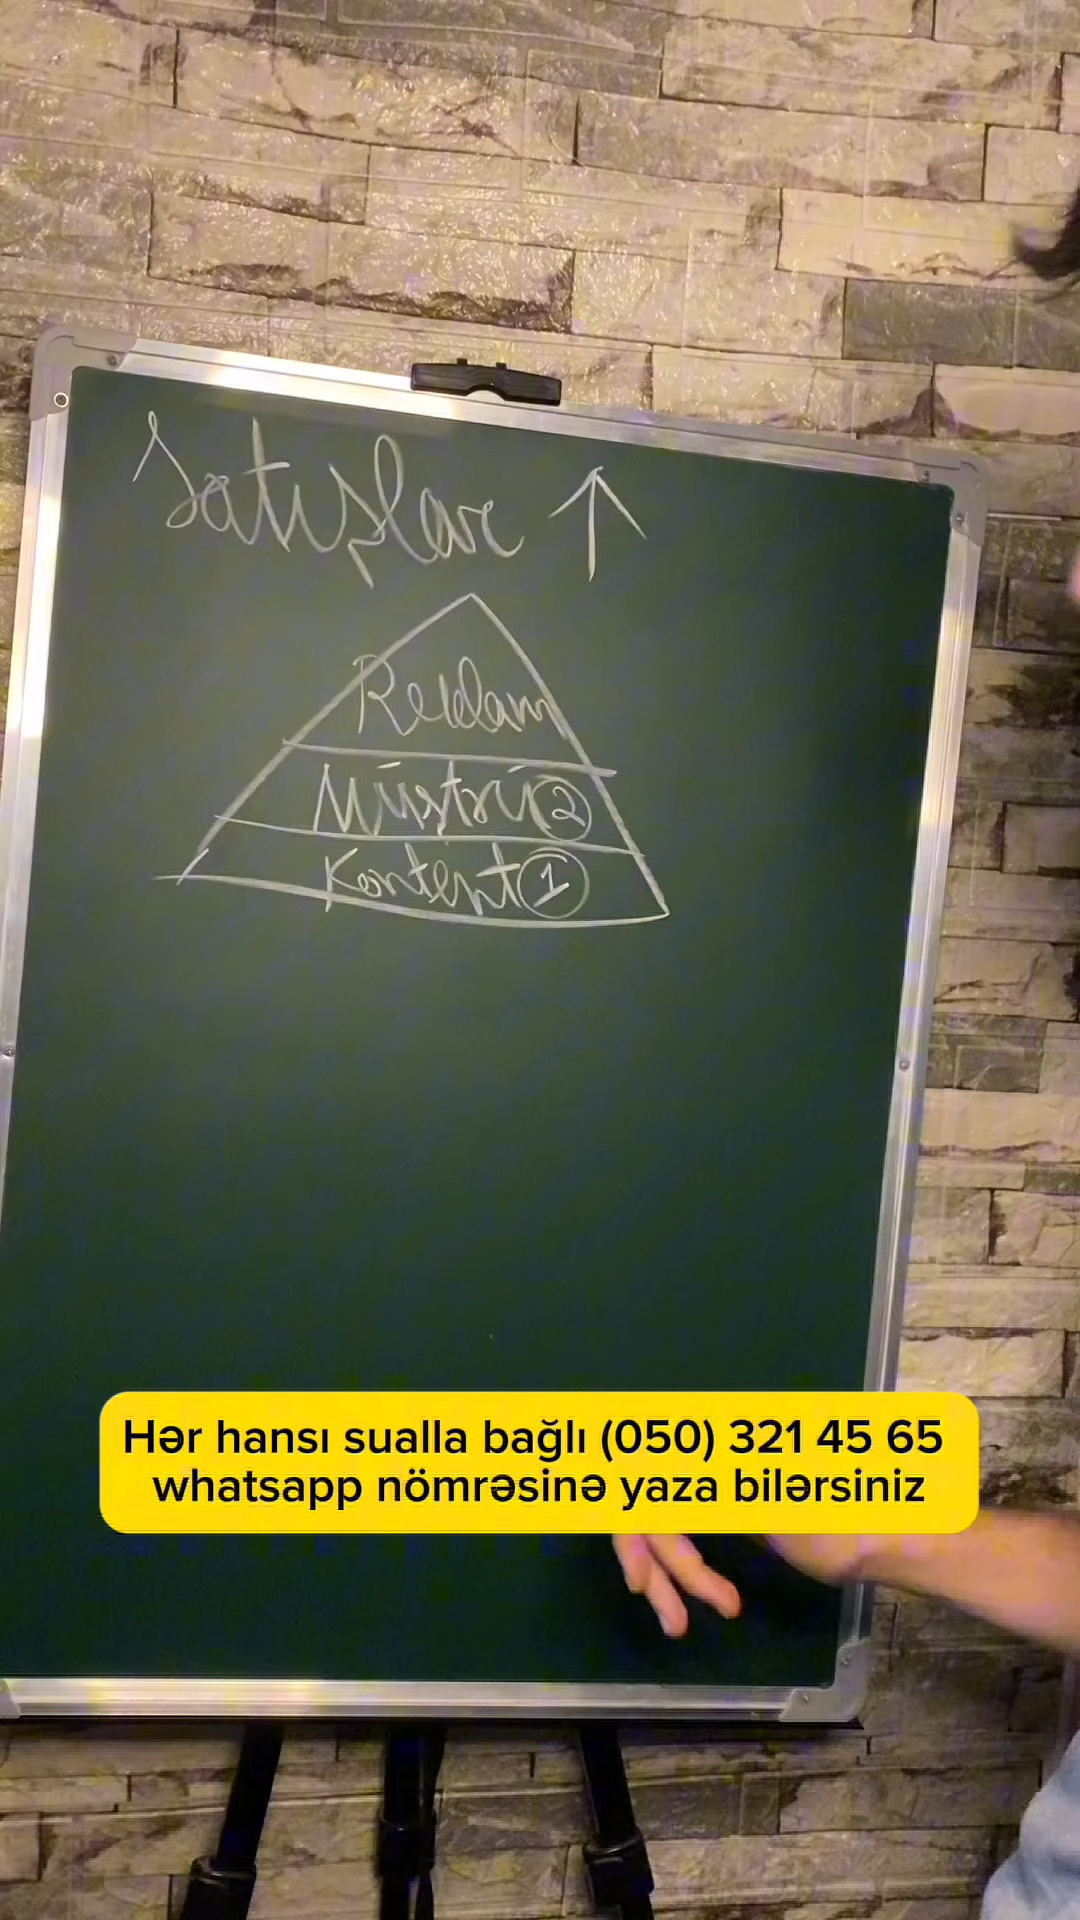 Satışlar ↑
Reklam
Müştəri 2
Kontent 1
Hər hansı sualla bağlı (050) 321 45 65
whatsapp nömrəsinə yaza bilərsiniz